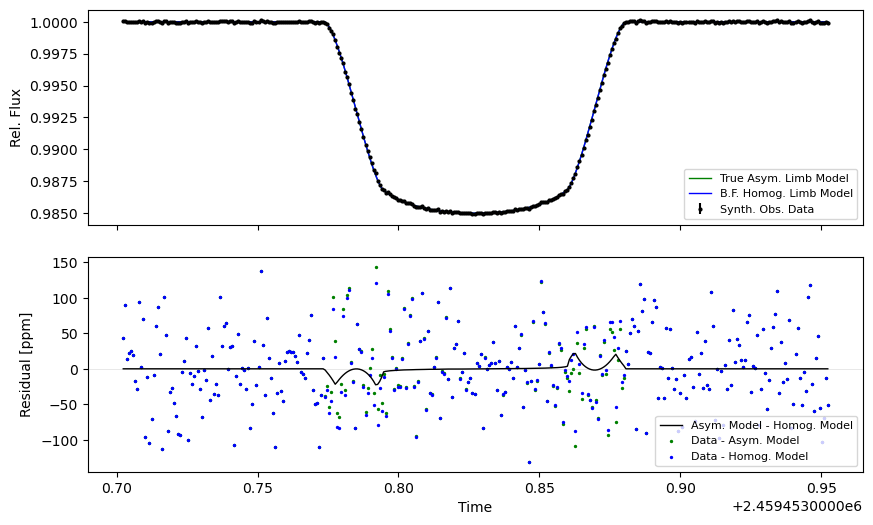 1.0000
0.9975
0.9950
0.9925
0.9900
0.9875
0.9850
Rel. Flux
True Asym. Limb Model
B.F. Homog. Limb Model
Synth. Obs. Data
150
100
50
0
−50
−100
Residual [ppm]
Asym. Model - Homog. Model
Data - Asym. Model
Data - Homog. Model
0.70
0.75
0.80
0.85
0.90
0.95
Time
+2.4594530000e6